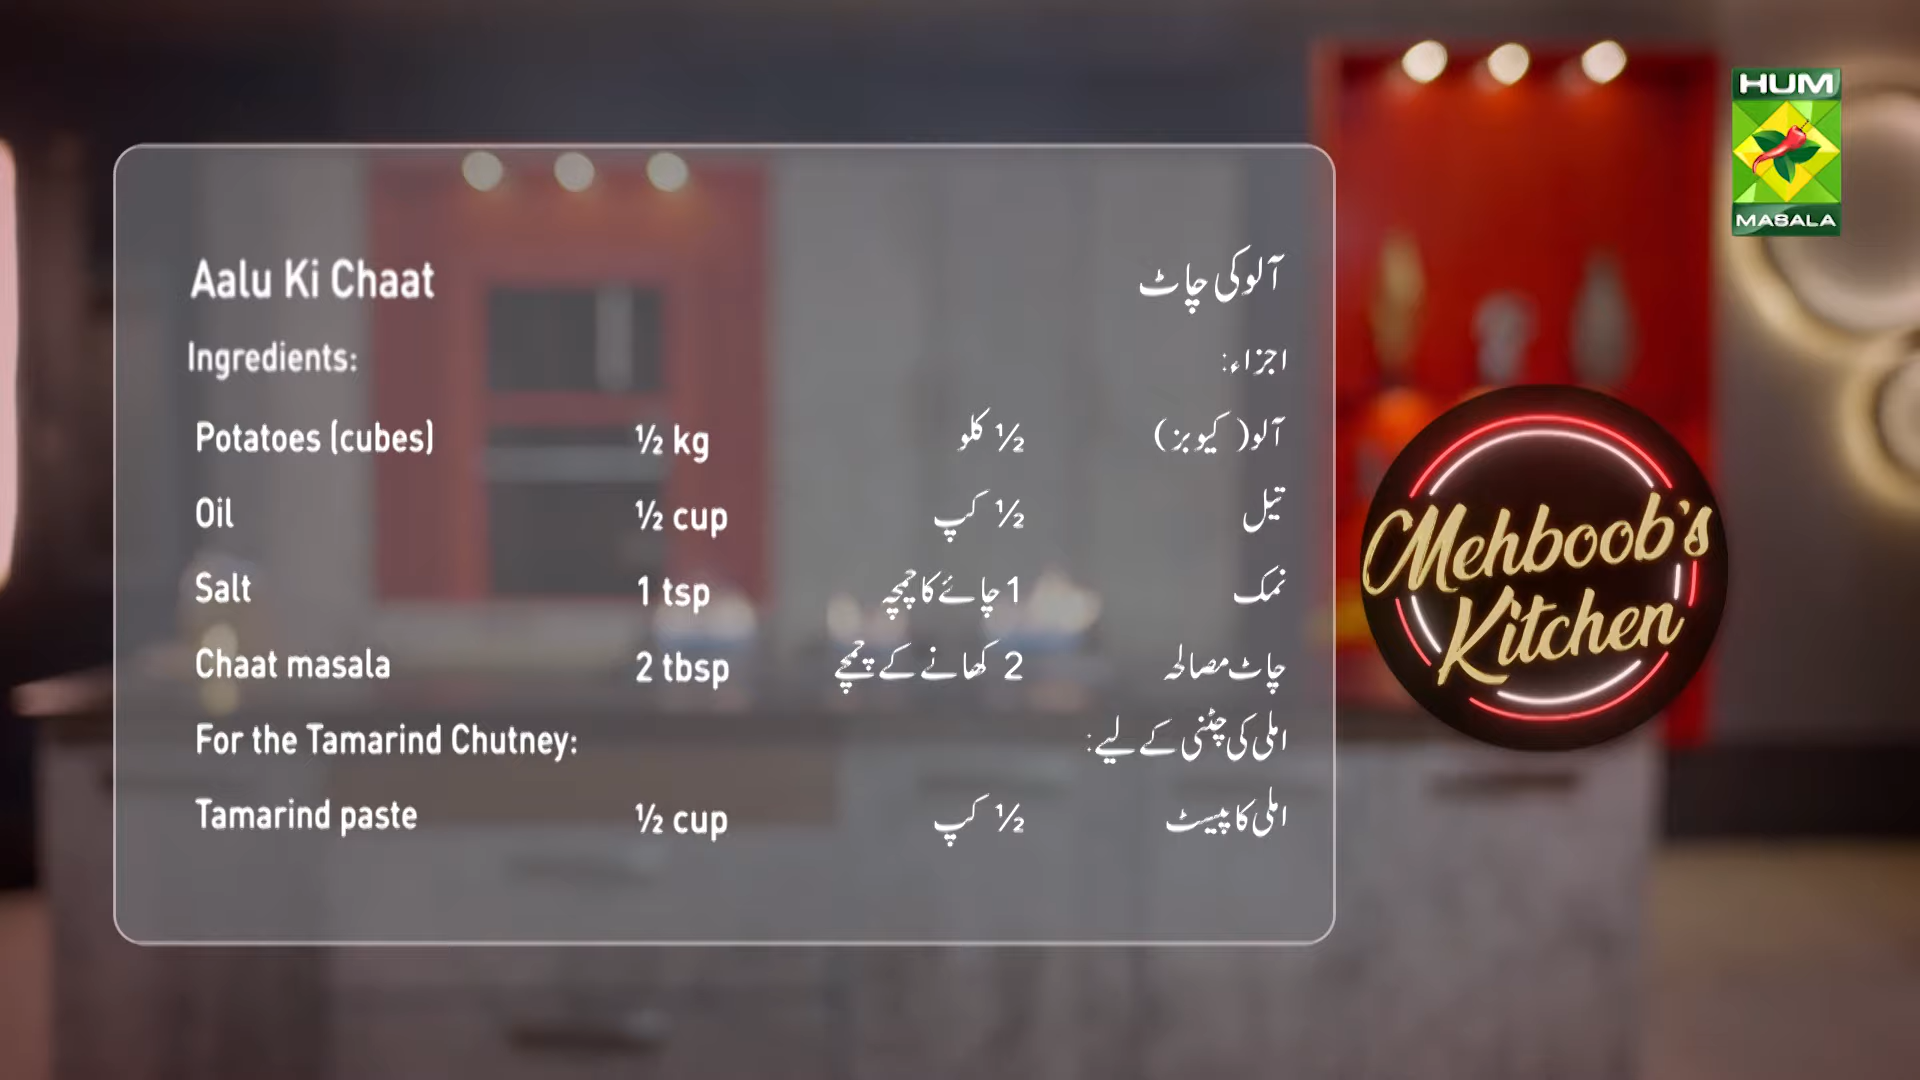 HUM
MASALA
Aalu Ki Chaat آلو کی چاٹ
Ingredients: اجزاء:
Potatoes (cubes) ½ kg ½ کلو آلو (کیوبز)
Oil ½ cup ½ کپ تیل
Salt 1 tsp 1 چائے کا چمچہ نمک
Chaat masala 2 tbsp 2 کھانے کے چمچے چاٹ مصالحہ
For the Tamarind Chutney: املی کی چٹنی کے لیے:
Tamarind paste ½ cup ½ کپ املی کا پیسٹ
Mehboob's
Kitchen